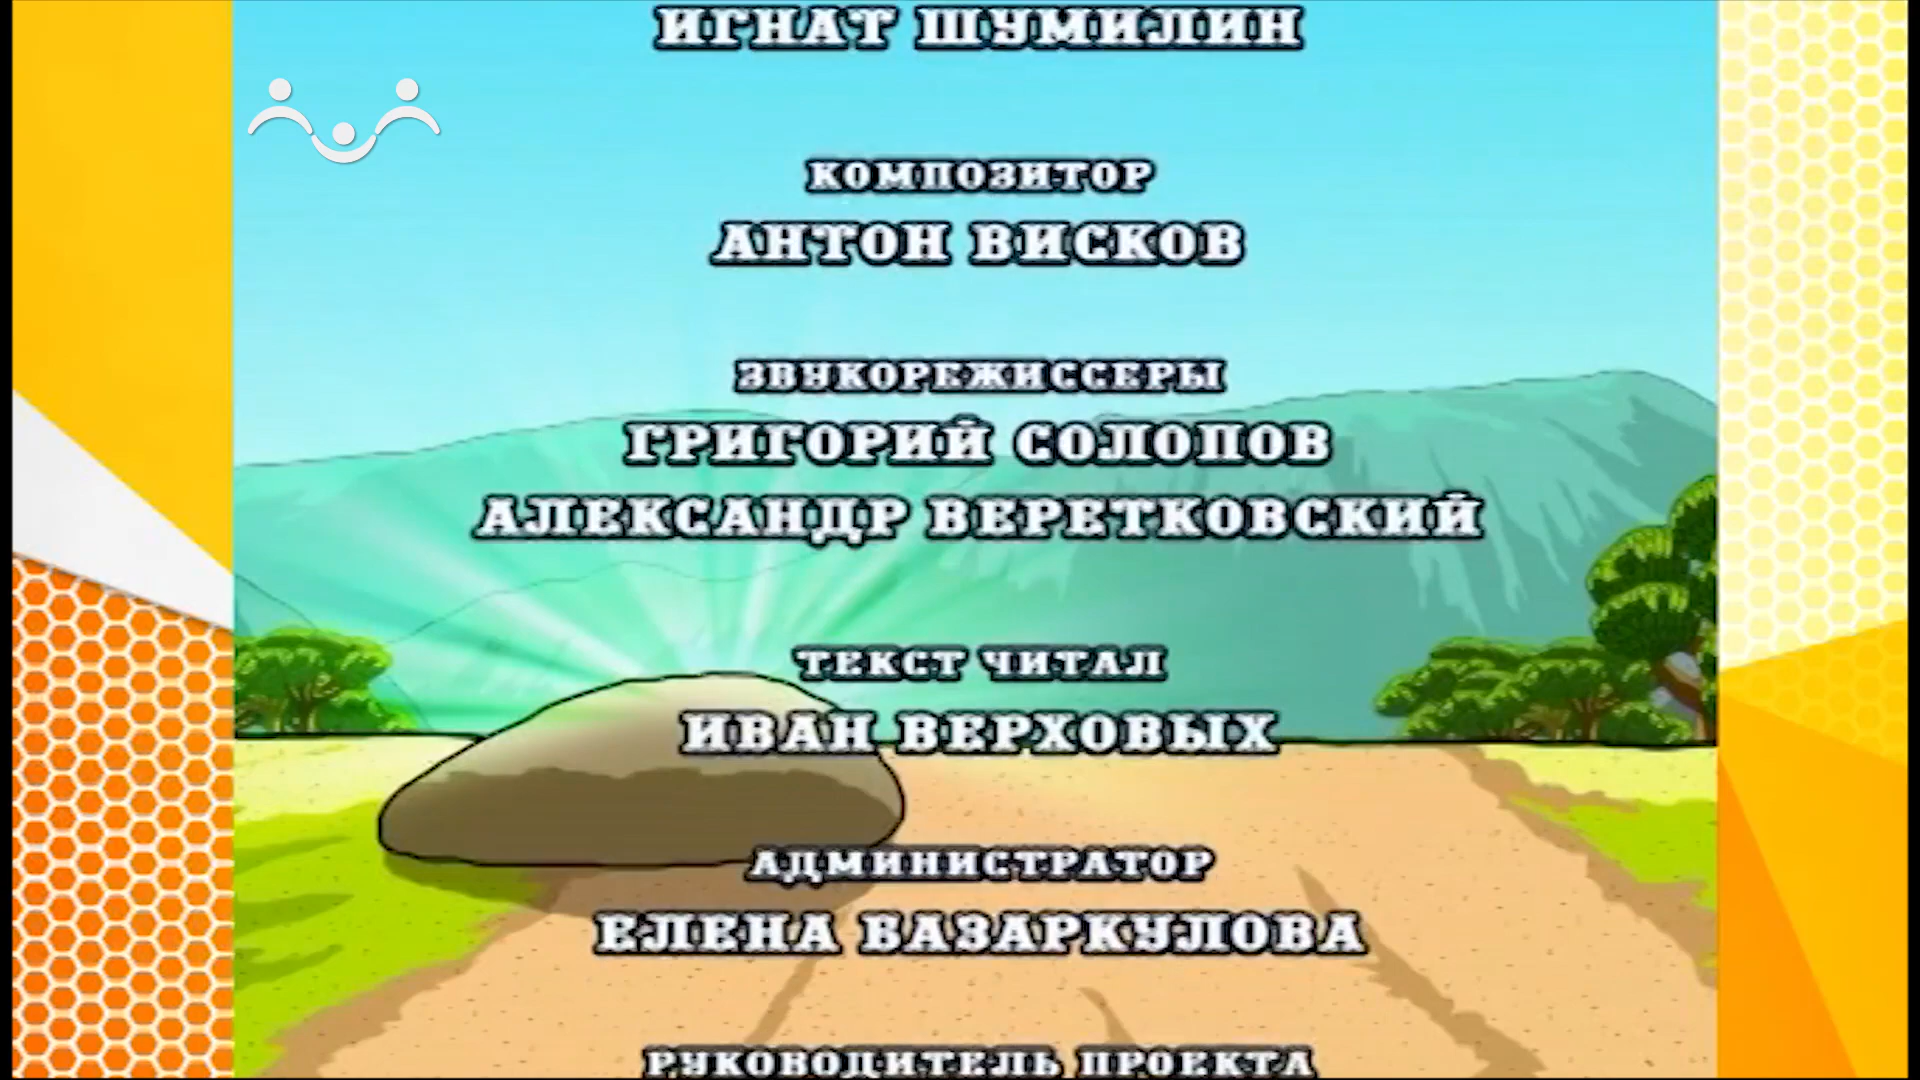 ИГНАТ ШУМИЛИН
КОМПОЗИТОР
АНТОН ВИСКОВ
ЗВУКОРЕЖИССЕРЫ
ГРИГОРИЙ СОЛОПОВ
АЛЕКСАНДР ВЕРЕТКОВСКИЙ
ТЕКСТ ЧИТАЛ
ИВАН ВЕРХОВЫХ
АДМИНИСТРАТОР
ЕЛЕНА БАЗАРКУЛОВА
РУКОВОДИТЕЛЬ ПРОЕКТА